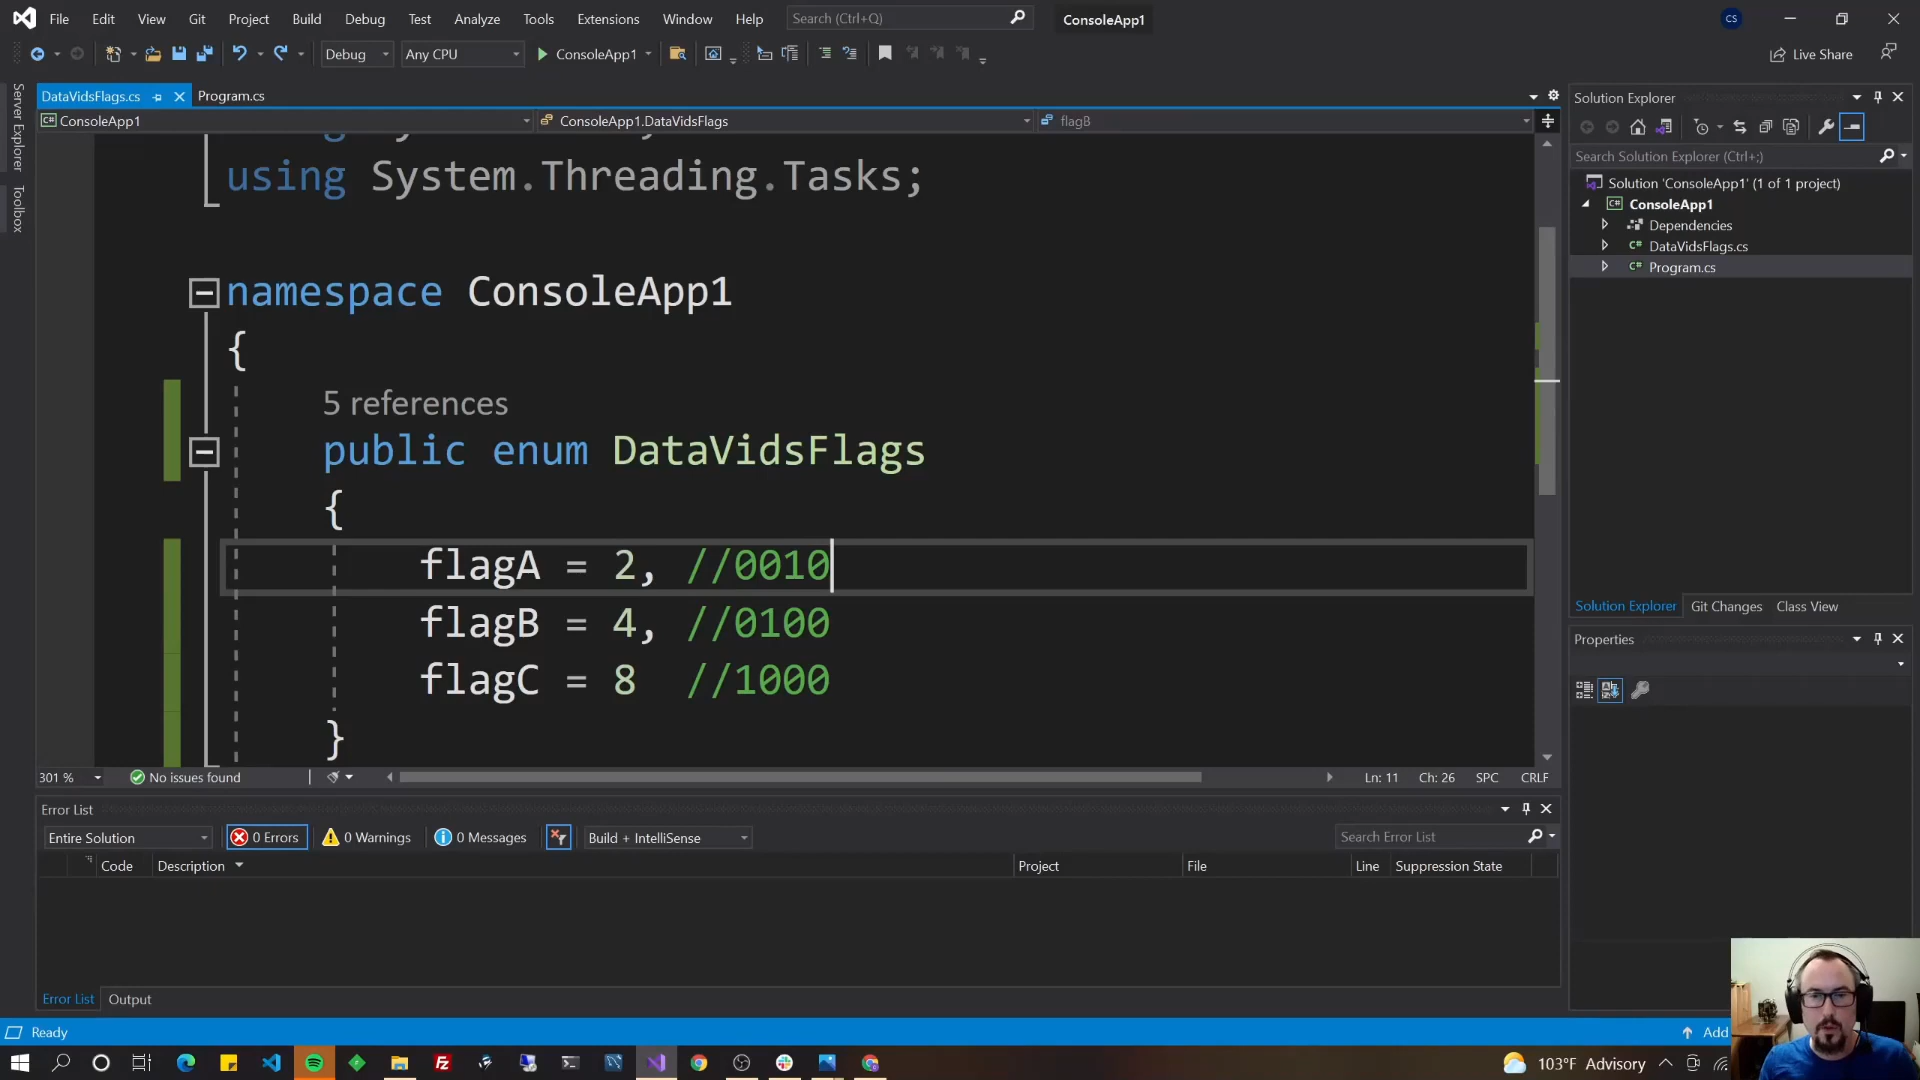 File Edit View Git Project Build Debug Test Analyze Tools Extensions Window Help Search (Ctrl+Q) ConsoleApp1 CS
Debug Any CPU ConsoleApp1 Live Share
Server Explorer
Toolbox
DataVidsFlags.cs Program.cs
ConsoleApp1 ConsoleApp1.DataVidsFlags flagB
using System.Threading.Tasks;
namespace ConsoleApp1
{
5 references
public enum DataVidsFlags
{
flagA = 2, //0010
flagB = 4, //0100
flagC = 8 //1000
}
301 % No issues found Ln: 11 Ch: 26 SPC CRLF
Solution Explorer
Search Solution Explorer (Ctrl+;)
Solution 'ConsoleApp1' (1 of 1 project)
ConsoleApp1
Dependencies
C# DataVidsFlags.cs
C# Program.cs
Solution Explorer Git Changes Class View
Properties
Error List
Entire Solution 0 Errors 0 Warnings 0 Messages Build + IntelliSense Search Error List
Code Description Project File Line Suppression State
Error List Output
Ready Add
103°F Advisory